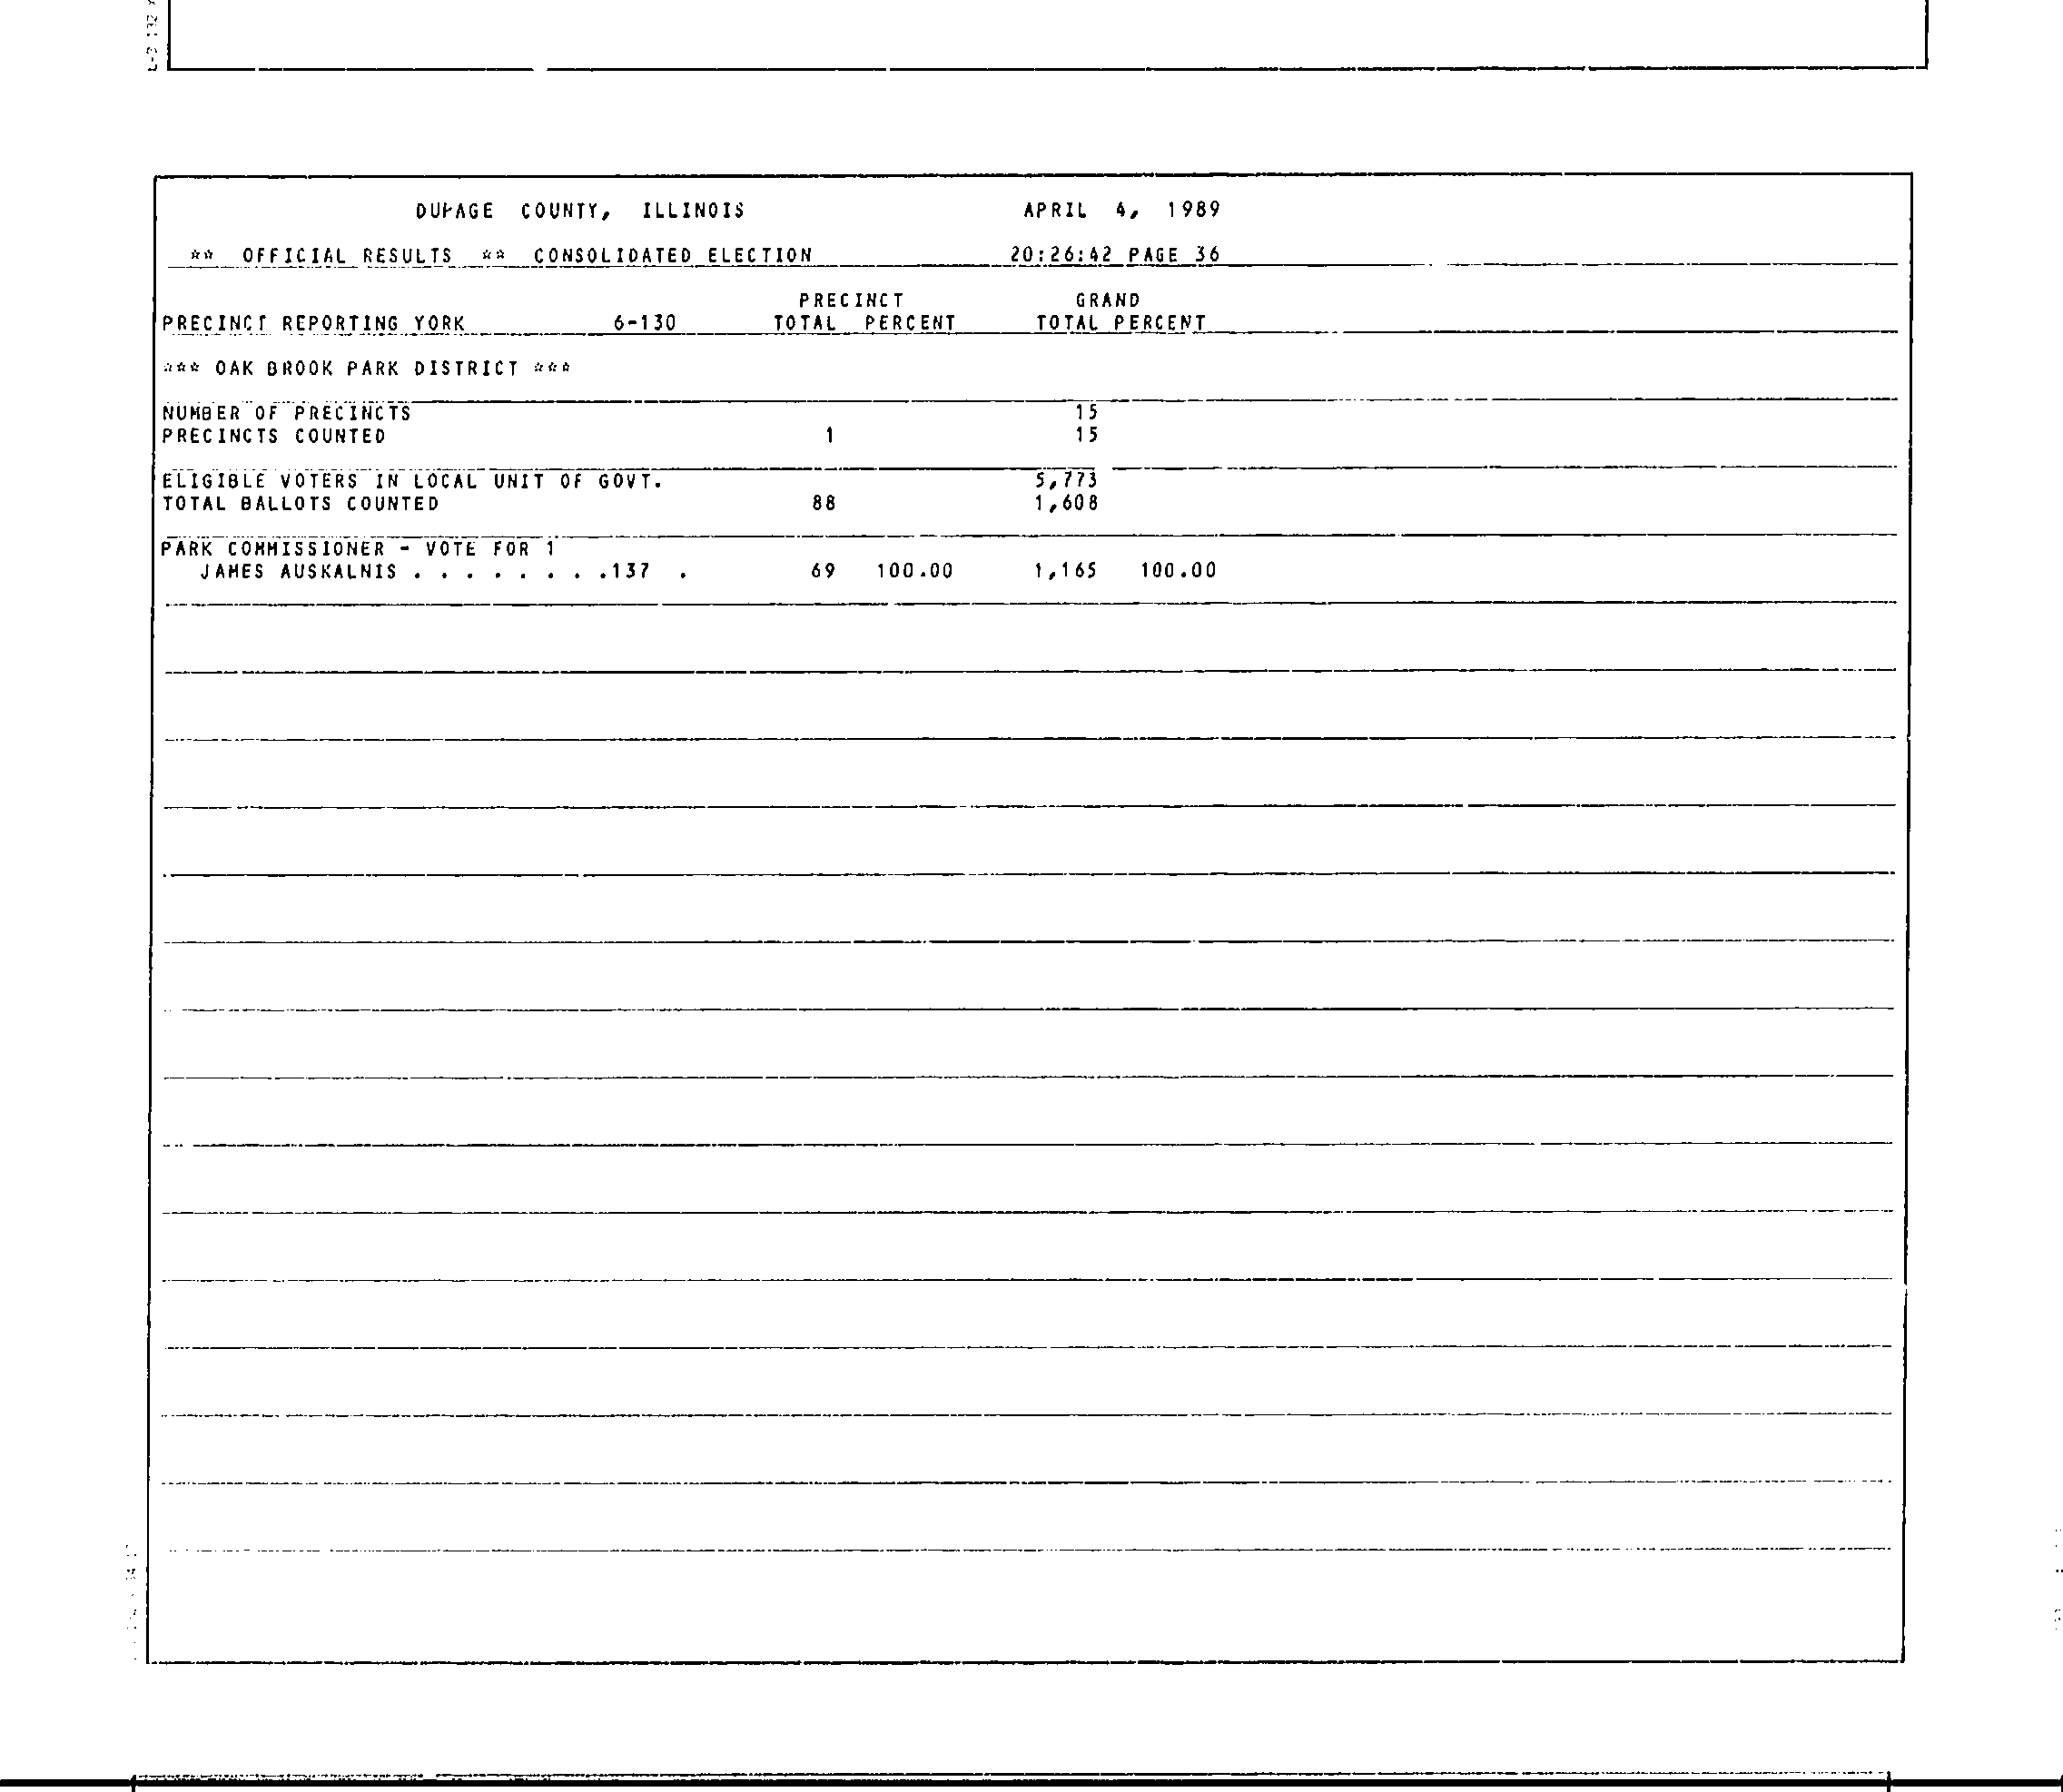 DUPAGE COUNTY, ILLINOIS APRIL 4, 1989
** OFFICIAL RESULTS ** CONSOLIDATED ELECTION 20:26:42 PAGE 36
PRECINCT GRAND
PRECINCT REPORTING YORK 6-130 TOTAL PERCENT TOTAL PERCENT
*** OAK BROOK PARK DISTRICT ***
NUMBER OF PRECINCTS 15
PRECINCTS COUNTED 1 15
ELIGIBLE VOTERS IN LOCAL UNIT OF GOVT. 5,773
TOTAL BALLOTS COUNTED 88 1,608
PARK COMMISSIONER - VOTE FOR 1
JAMES AUSKALNIS . . . . . . . .137 . 69 100.00 1,165 100.00